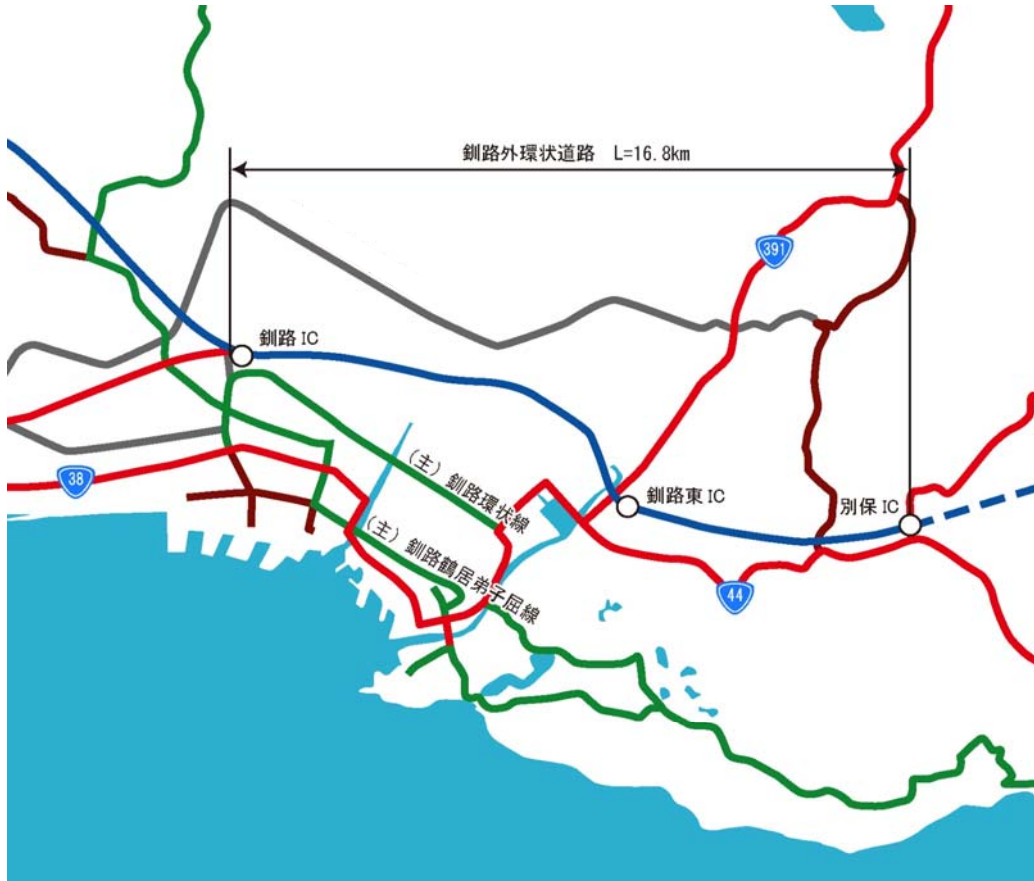 釧路外環状道路 L=16.8km
391
釧路 IC
(主) 釧路環状線
38
釧路東 IC
別保 IC
(主) 釧路鶴居弟子屈線
44